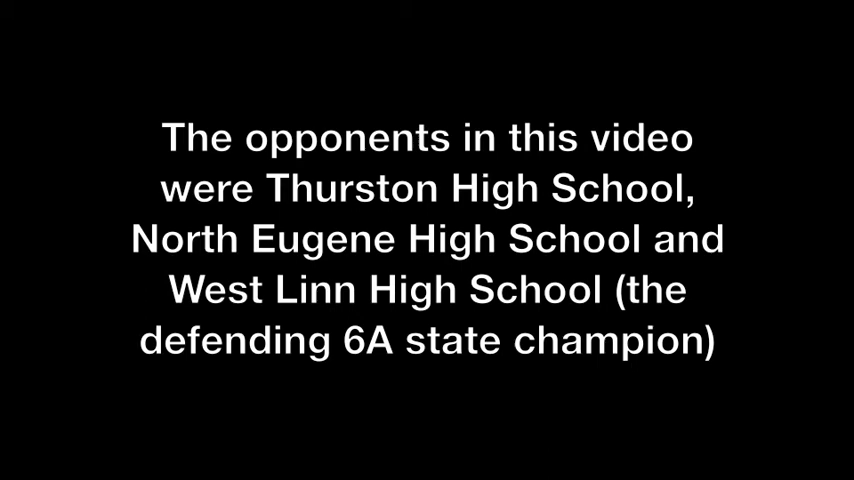 The opponents in this video
were Thurston High School,
North Eugene High School and
West Linn High School (the
defending 6A state champion)